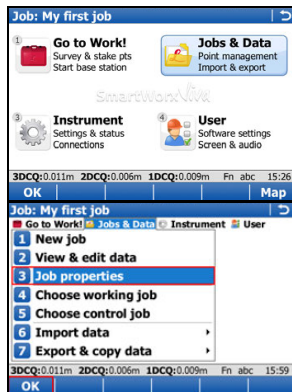 Job: My first job
1
Go to Work!
Survey & stake pts
Start base station
Jobs & Data
Point management
Import & export
SmartWorx Viva
3
Instrument
Settings & status
Connections
4
User
Software settings
Screen & audio
3DCQ:0.011m 2DCQ:0.006m 1DCQ:0.009m Fn abc 15:26
OK Map
Job: My first job
Go to Work! Jobs & Data Instrument User
1 New job
2 View & edit data
3 Job properties
4 Choose working job
5 Choose control job
6 Import data
7 Export & copy data
3DCQ:0.011m 2DCQ:0.006m 1DCQ:0.009m Fn abc 15:59
OK